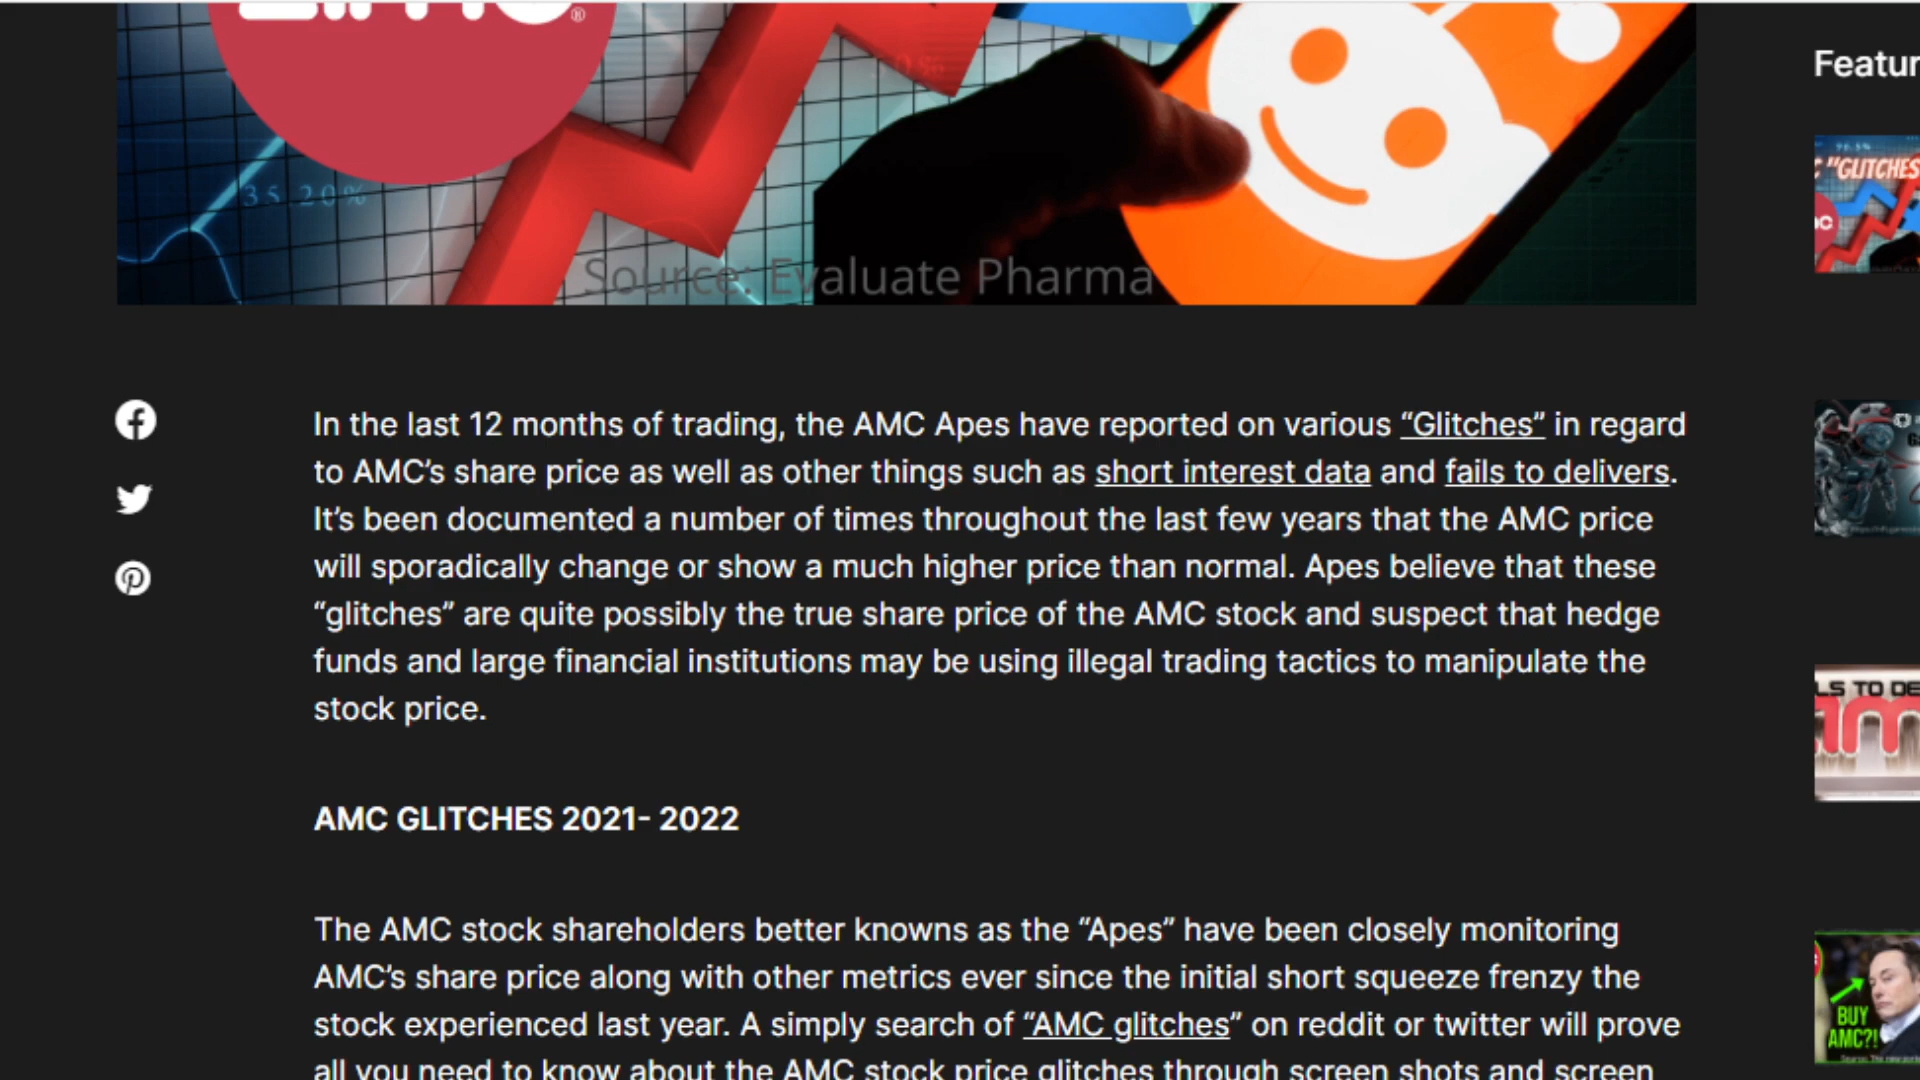 35.20%
Source: Evaluate Pharma
Featur
"GLITCHES
In the last 12 months of trading, the AMC Apes have reported on various “Glitches” in regard
to AMC’s share price as well as other things such as short interest data and fails to delivers.
It’s been documented a number of times throughout the last few years that the AMC price
will sporadically change or show a much higher price than normal. Apes believe that these
“glitches” are quite possibly the true share price of the AMC stock and suspect that hedge
funds and large financial institutions may be using illegal trading tactics to manipulate the
stock price.
LS TO DE
AMC GLITCHES 2021- 2022
The AMC stock shareholders better knowns as the “Apes” have been closely monitoring
AMC’s share price along with other metrics ever since the initial short squeeze frenzy the
stock experienced last year. A simply search of “AMC glitches” on reddit or twitter will prove
all you need to know about the AMC stock price glitches through screen shots and screen
BUY
AMC?!